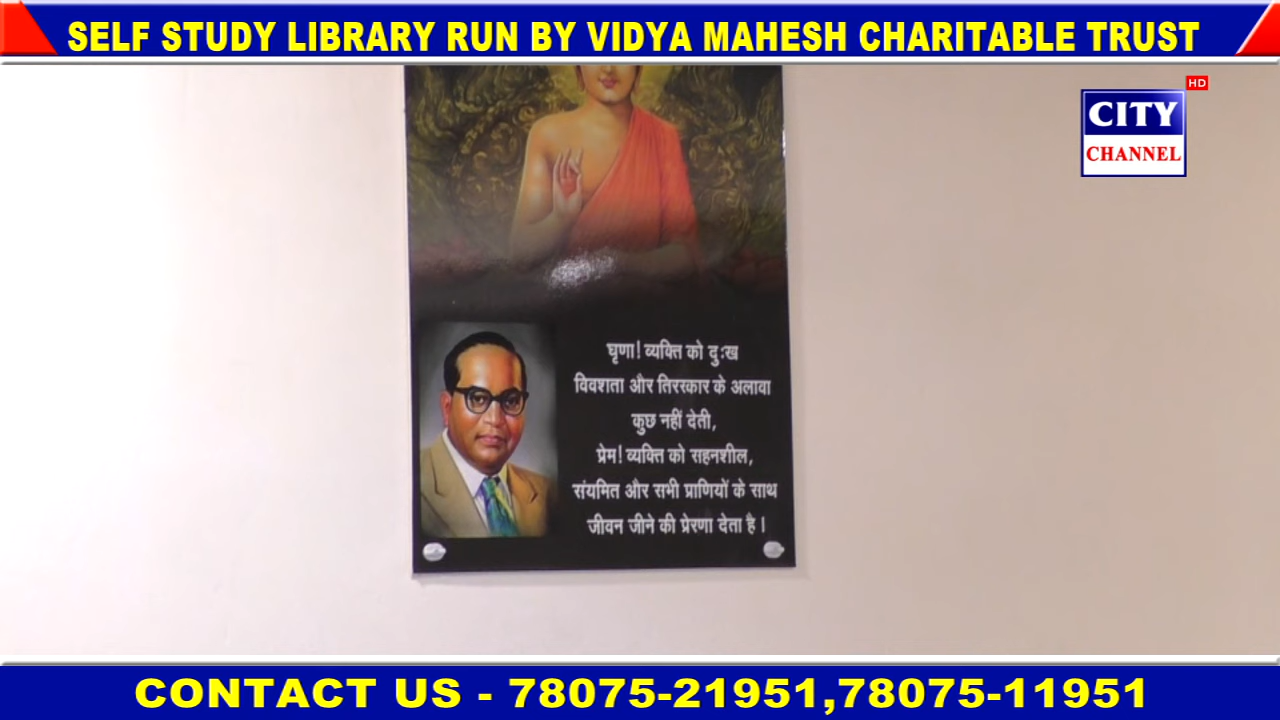 SELF STUDY LIBRARY RUN BY VIDYA MAHESH CHARITABLE TRUST
HD
CITY
CHANNEL
घृणा! व्यक्ति को दुःख
विवशता और तिरस्कार के अलावा
कुछ नहीं देती,
प्रेम! व्यक्ति को सहनशील,
संयमित और सभी प्राणियों के साथ
जीवन जीने की प्रेरणा देता है।
CONTACT US - 78075-21951,78075-11951